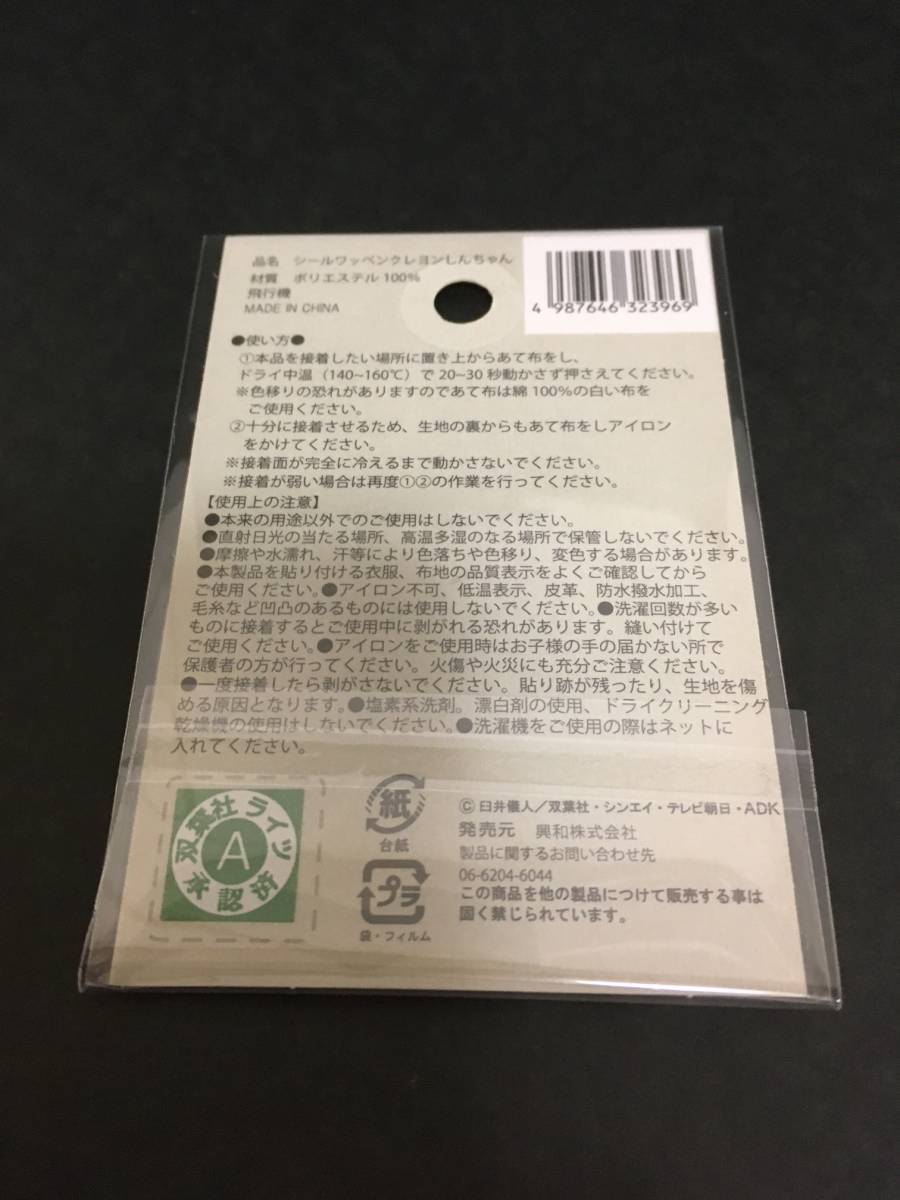 品名 シールワッペンクレヨンしんちゃん
材質 ポリエステル 100%
飛行機
MADE IN CHINA
4 987646 323969
●使い方●
①本品を接着したい場所に置き上からあて布をし、
ドライ中温（140~160℃）で 20~30 秒動かさず押さえてください。
※色移りの恐れがありますのであて布は綿 100%の白い布を
ご使用ください。
②十分に接着させるため、生地の裏からもあて布をしアイロン
をかけてください。
※接着面が完全に冷えるまで動かさないでください。
※接着が弱い場合は再度①②の作業を行ってください。
【使用上の注意】
●本来の用途以外でのご使用はしないでください。
●直射日光の当たる場所、高温多湿のなる場所で保管しないでください。
●摩擦や水濡れ、汗等により色落ちや色移り、変色する場合があります。
●本製品を貼り付ける衣服、布地の品質表示をよくご確認してから
ご使用ください。●アイロン不可、低温表示、皮革、防水撥水加工、
毛糸など凹凸のあるものには使用しないでください。●洗濯回数が多い
ものに接着するとご使用中に剥がれる恐れがあります。縫い付けて
ご使用ください。●アイロンをご使用時はお子様の手の届かない所で
保護者の方が行ってください。火傷や火災にも充分ご注意ください。
●一度接着したら剥がさないでください。貼り跡が残ったり、生地を傷
める原因となります。●塩素系洗剤。漂白剤の使用、ドライクリーニング
乾燥機の使用はしないでください。●洗濯機をご使用の際はネットに
入れてください。
双葉社ライツ
A
承認済
紙
台紙
プラ
袋・フィルム
© 臼井儀人／双葉社・シンエイ・テレビ朝日・ADK
発売元 興和株式会社
製品に関するお問い合わせ先
06-6204-6044
この商品を他の製品につけて販売する事は
固く禁じられています。